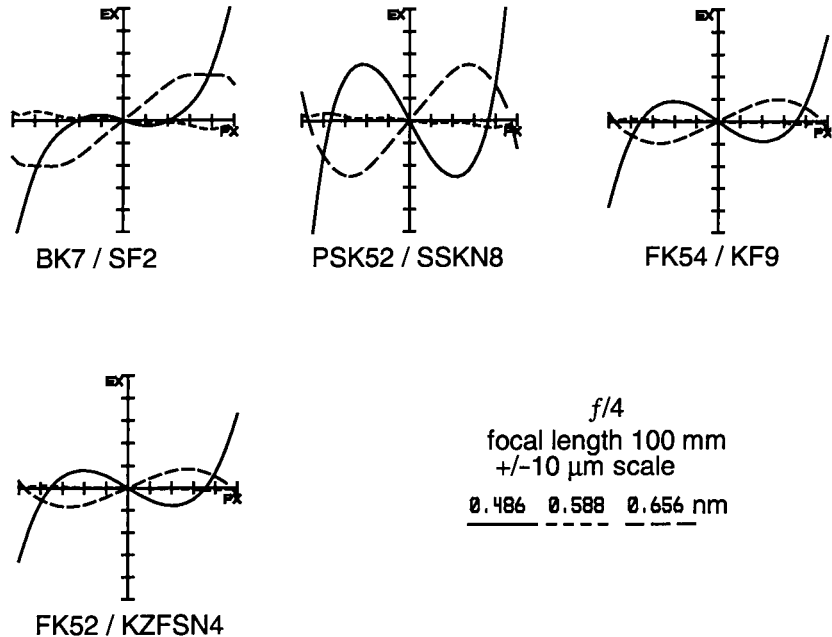 EX
PX
BK7 / SF2
EX
PX
PSK52 / SSKN8
EX
PX
FK54 / KF9
EX
PX
FK52 / KZFSN4
f/4
focal length 100 mm
+/–10 µm scale
0.486 0.588 0.656 nm